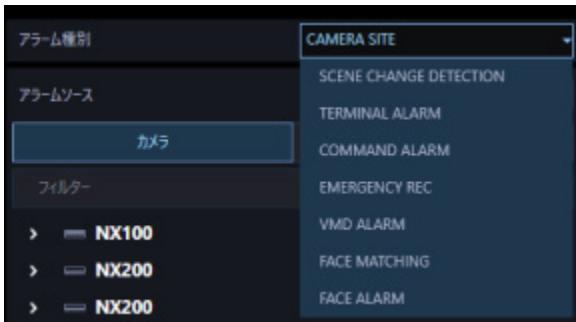 アラーム種別
CAMERA SITE
SCENE CHANGE DETECTION
アラームソース
TERMINAL ALARM
カメラ
COMMAND ALARM
フィルター
EMERGENCY REC
NX100
VMD ALARM
NX200
FACE MATCHING
NX200
FACE ALARM